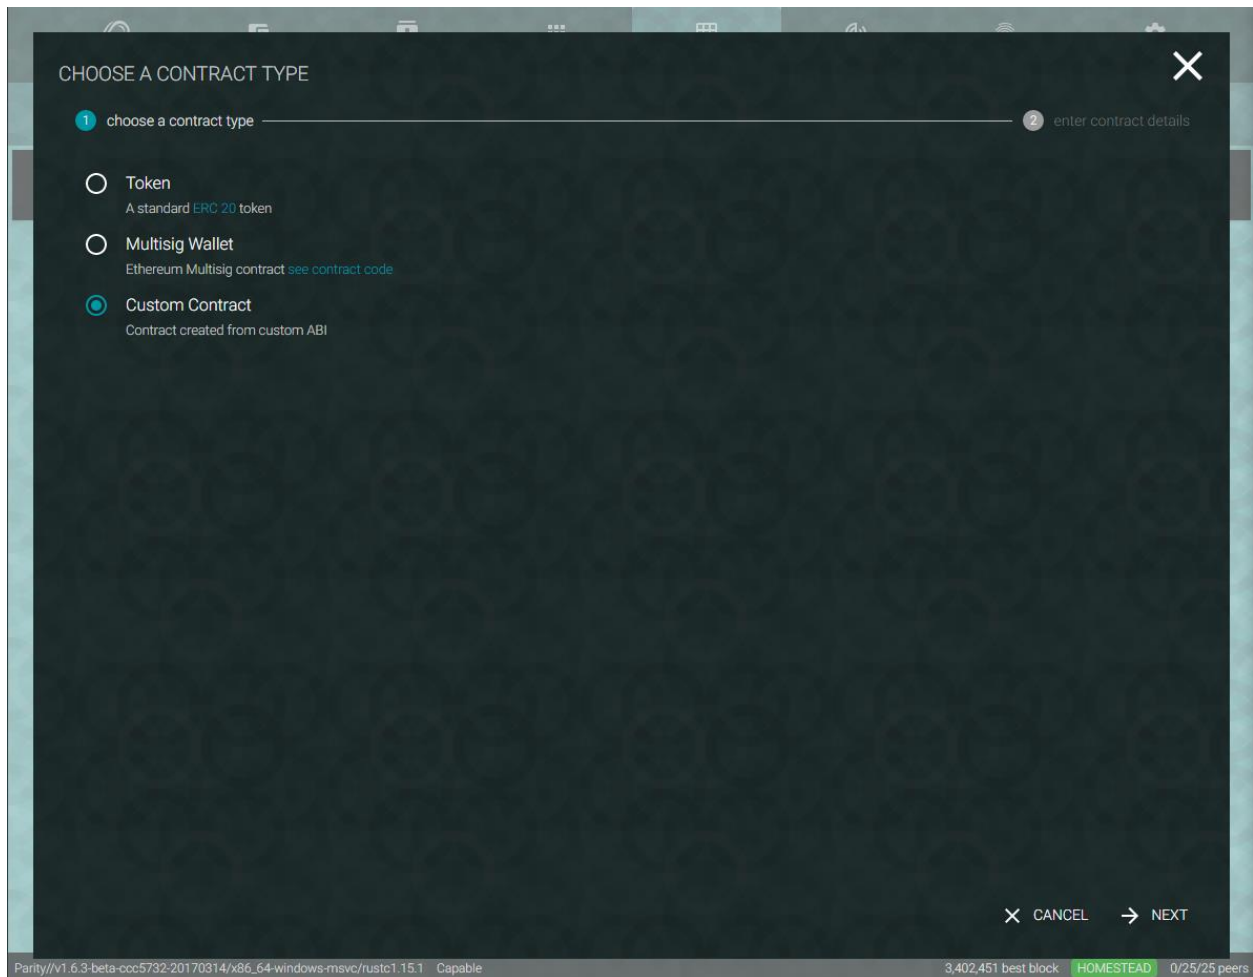 CHOOSE A CONTRACT TYPE
1 choose a contract type 2 enter contract details
Token
A standard ERC 20 token
Multisig Wallet
Ethereum Multisig contract see contract code
Custom Contract
Contract created from custom ABI
CANCEL NEXT
Parity//v1.6.3-beta-ccc5732-20170314/x86_64-windows-msvc/rustc1.15.1 Capable 3,402,451 best block HOMESTEAD 0/25/25 peers